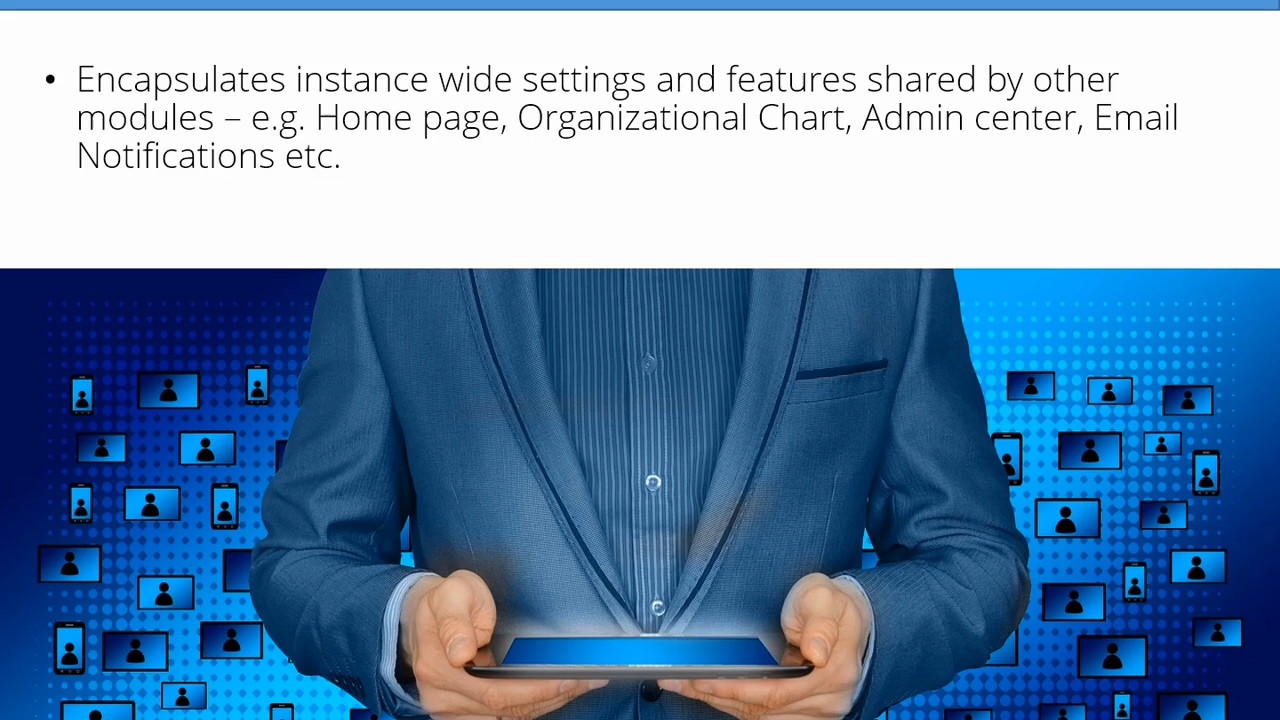 • Encapsulates instance wide settings and features shared by other
modules – e.g. Home page, Organizational Chart, Admin center, Email
Notifications etc.